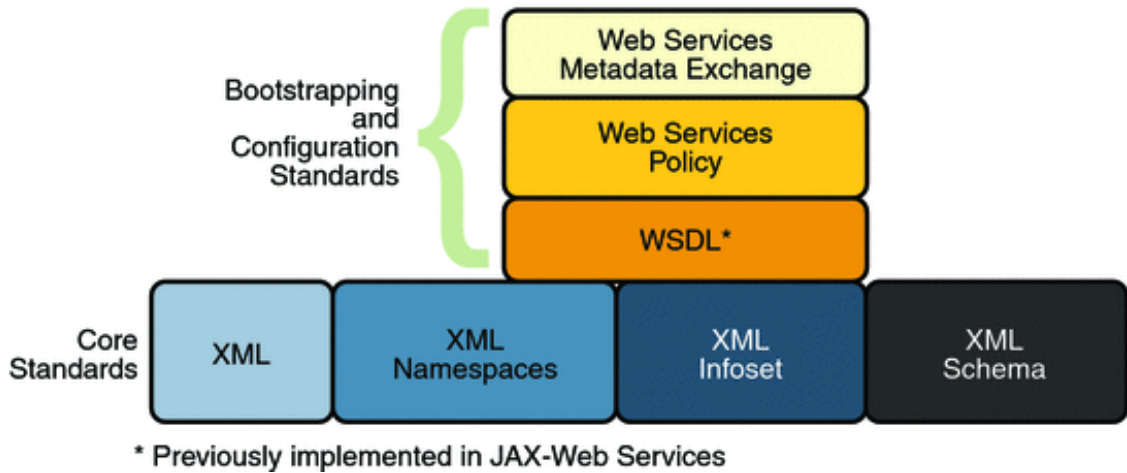 Web Services
Metadata Exchange
Bootstrapping
and
Configuration
Standards
Web Services
Policy
WSDL*
Core
Standards
XML
XML
Namespaces
XML
Infoset
XML
Schema
* Previously implemented in JAX-Web Services